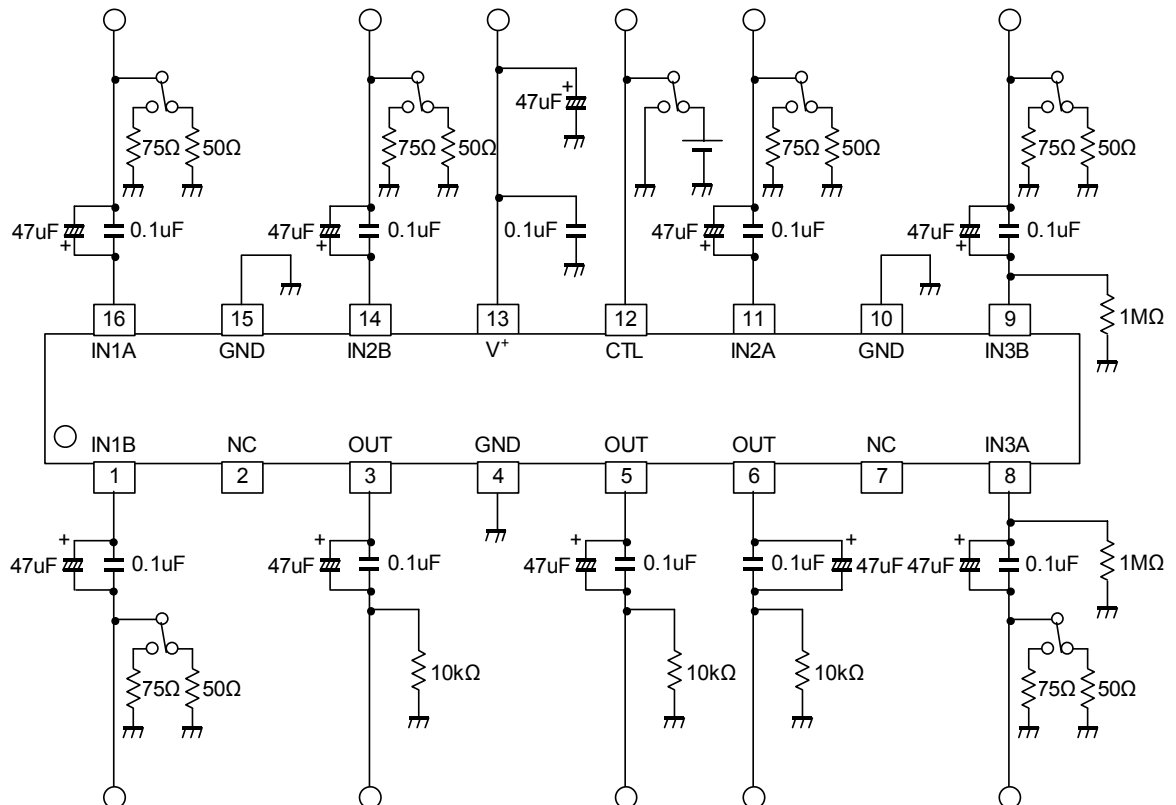 47uF
75Ω 50Ω 75Ω 50Ω 75Ω 50Ω 75Ω 50Ω
47uF 0.1uF 47uF 0.1uF 0.1uF 47uF 0.1uF 47uF 0.1uF
16 15 14 13 12 11 10 9 1MΩ
IN1A GND IN2B V+ CTL IN2A GND IN3B
IN1B NC OUT GND OUT OUT NC IN3A
1 2 3 4 5 6 7 8
47uF 0.1uF 47uF 0.1uF 47uF 0.1uF 0.1uF 47uF 47uF 0.1uF 1MΩ
75Ω 50Ω 10kΩ 10kΩ 10kΩ 75Ω 50Ω